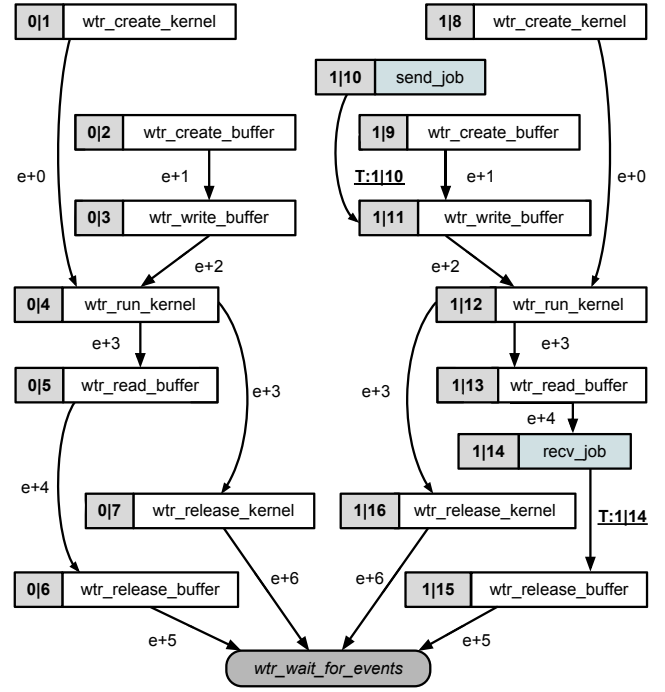 0|1 wtr_create_kernel
1|8 wtr_create_kernel
1|10 send_job
0|2 wtr_create_buffer
1|9 wtr_create_buffer
e+0
e+1
T:1|10
e+1
e+0
0|3 wtr_write_buffer
1|11 wtr_write_buffer
e+2
e+2
0|4 wtr_run_kernel
1|12 wtr_run_kernel
e+3
e+3
0|5 wtr_read_buffer
1|13 wtr_read_buffer
e+3
e+3
e+4
1|14 recv_job
e+4
0|7 wtr_release_kernel
1|16 wtr_release_kernel
T:1|14
e+6
e+6
0|6 wtr_release_buffer
1|15 wtr_release_buffer
e+5
e+5
wtr_wait_for_events